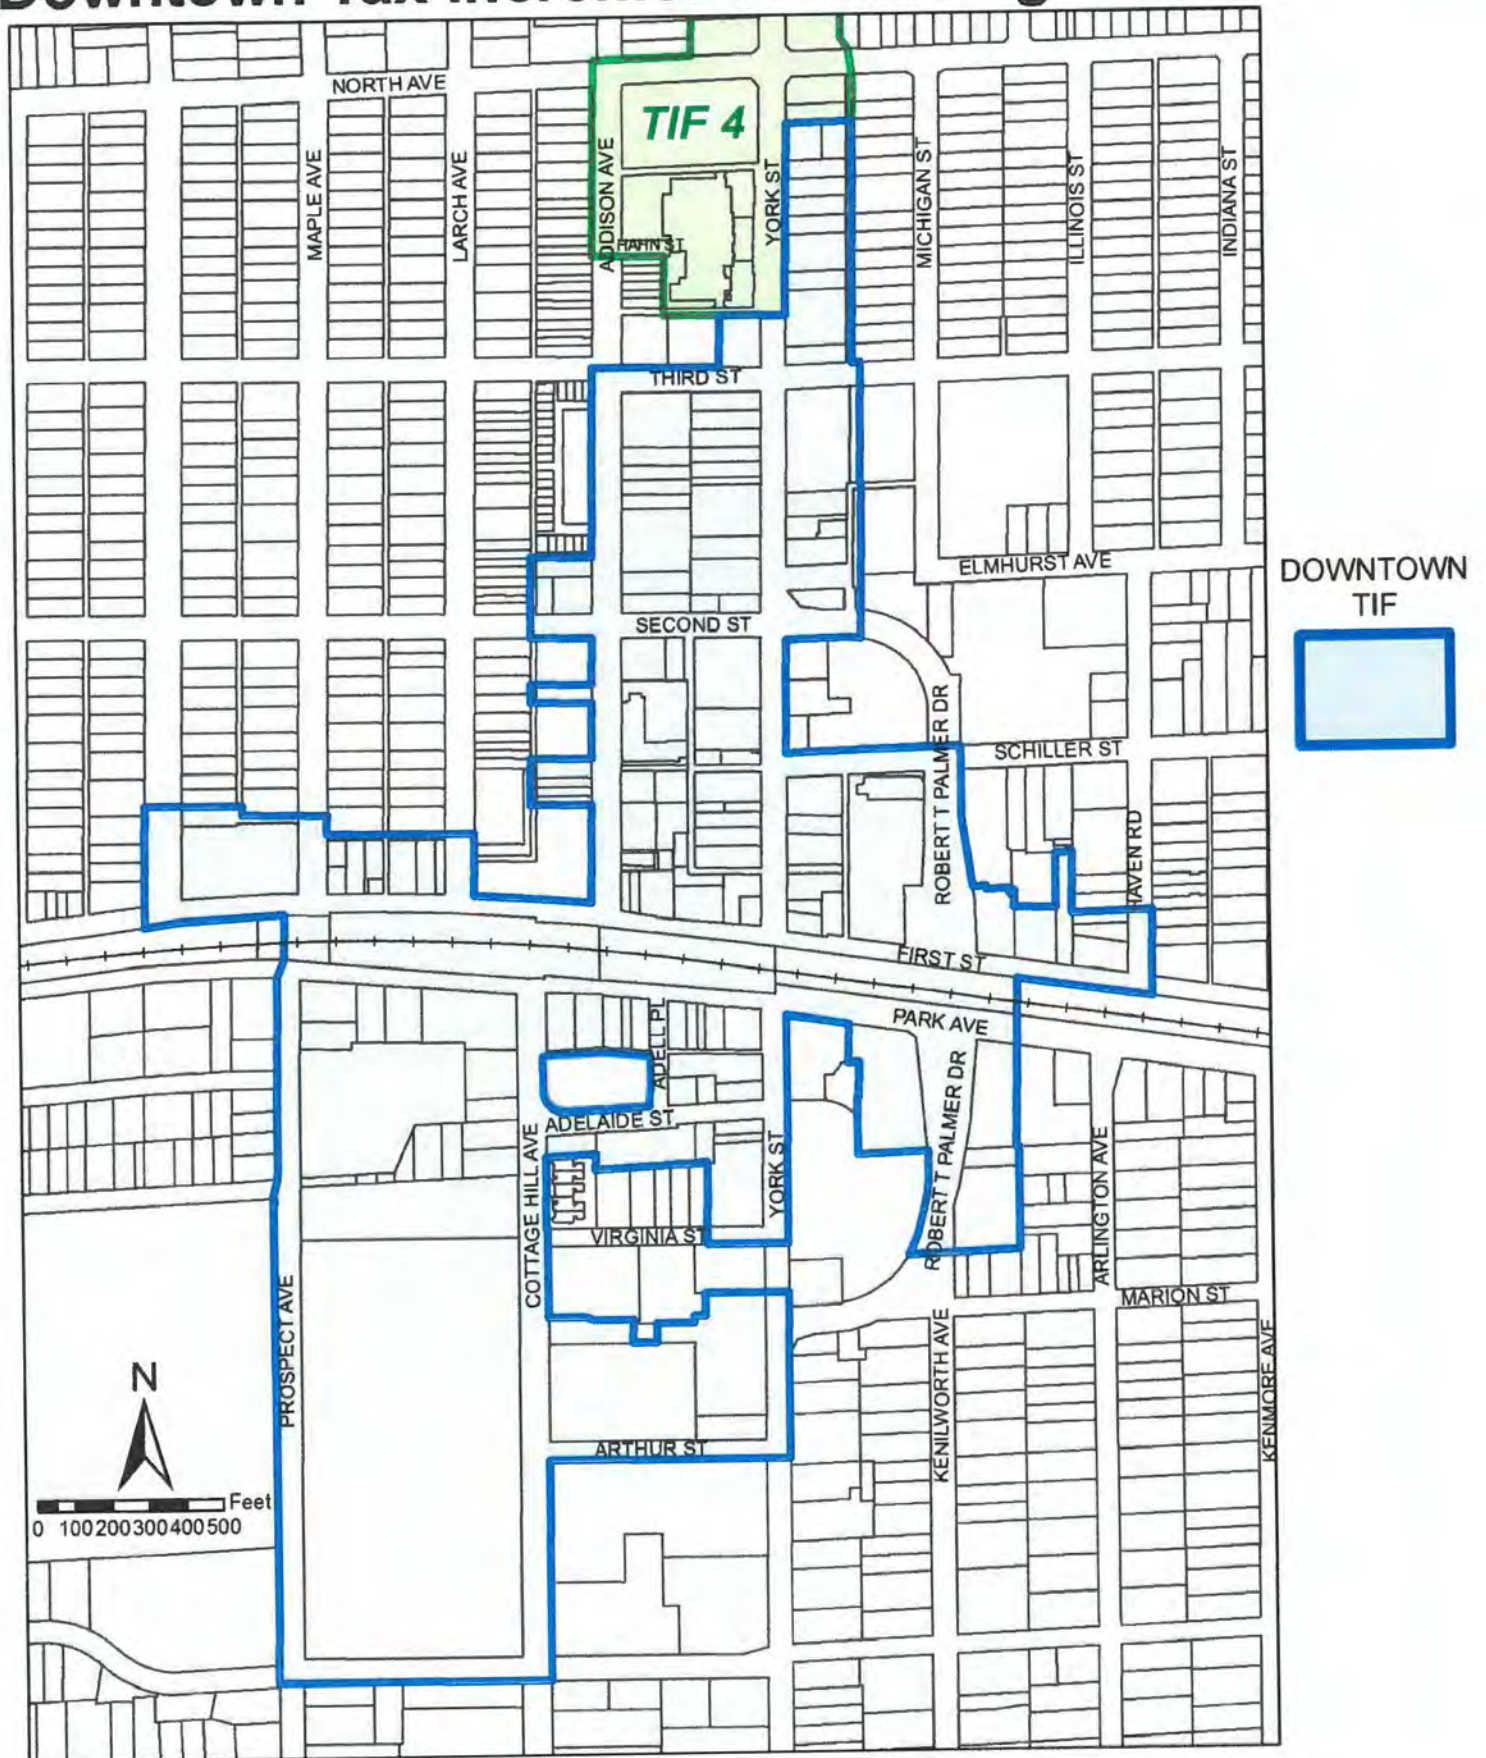 NORTH AVE
TIF 4
MAPLE AVE
LARCH AVE
ADDISON AVE
HAHN ST
YORK ST
MICHIGAN ST
ILLINOIS ST
INDIANA ST
THIRD ST
ELMHURST AVE
DOWNTOWN
TIF
SECOND ST
ROBERT T PALMER DR
SCHILLER ST
HAVEN RD
FIRST ST
PARK AVE
ADELL PL
ADELAIDE ST
COTTAGE HILL AVE
YORK ST
ROBERT T PALMER DR
ARLINGTON AVE
VIRGINIA ST
MARION ST
PROSPECT AVE
KENILWORTH AVE
KENMORE AVE
N
ARTHUR ST
Feet
0 100 200 300 400 500